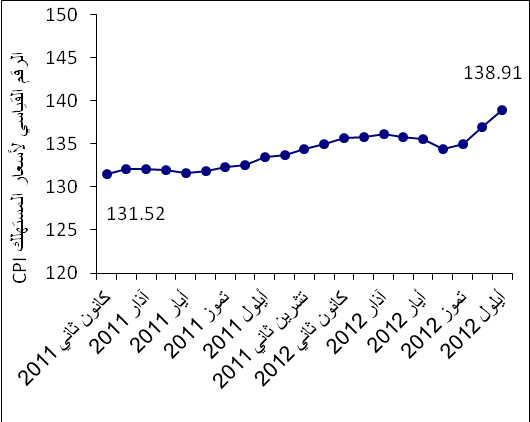 الرقم القياسي لأسعار المستهلك CPI
150
145
140
135
130
125
120
138.91
131.52
كانون ثاني 2011
آذار 2011
أيار 2011
تموز 2011
أيلول 2011
تشرين ثاني 2011
كانون ثاني 2012
آذار 2012
أيار 2012
تموز 2012
أيلول 2012